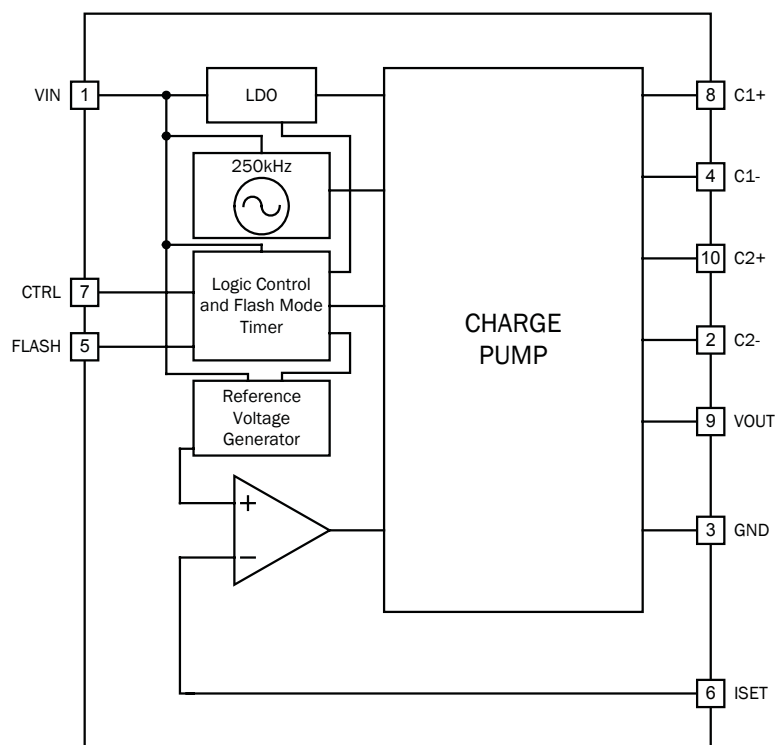 VIN 1
LDO
8 C1+
250kHz
4 C1-
10 C2+
CTRL 7
Logic Control
and Flash Mode
Timer
FLASH 5
CHARGE
PUMP
2 C2-
Reference
Voltage
Generator
9 VOUT
+
−
3 GND
6 ISET